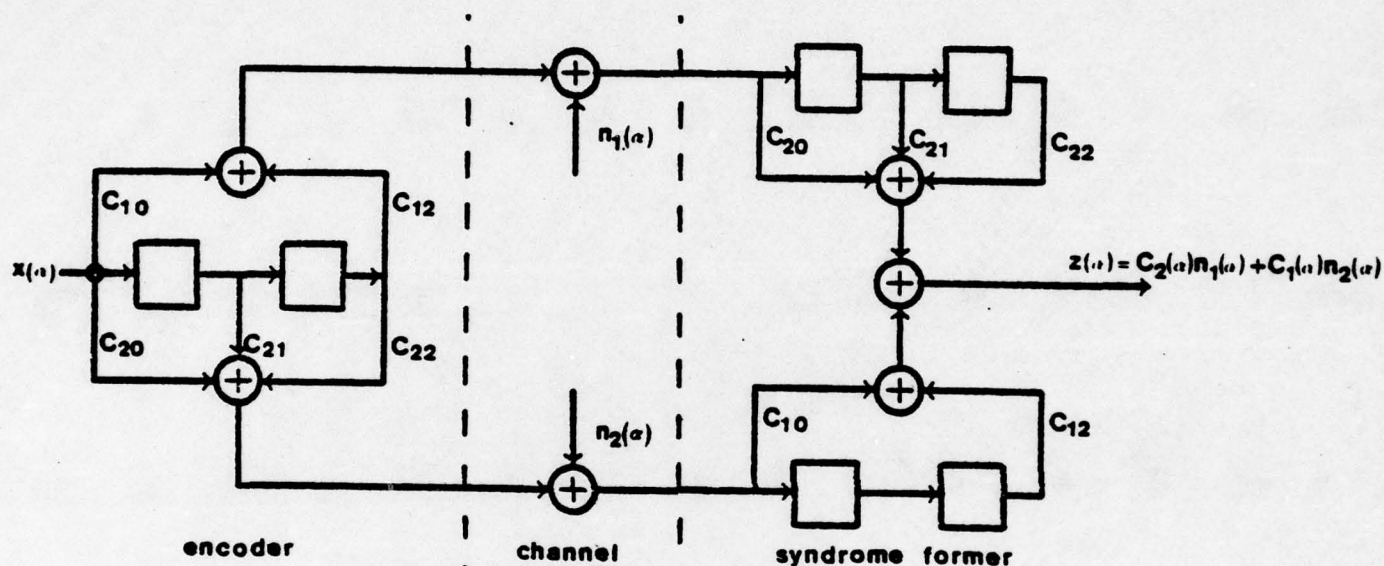 n₁(α)
C₂₀
C₂₁
C₂₂
C₁₀
C₁₂
x(α)
z(α) = C₂(α)n₁(α) + C₁(α)n₂(α)
C₂₀
C₂₁
C₂₂
n₂(α)
C₁₀
C₁₂
encoder
channel
syndrome former